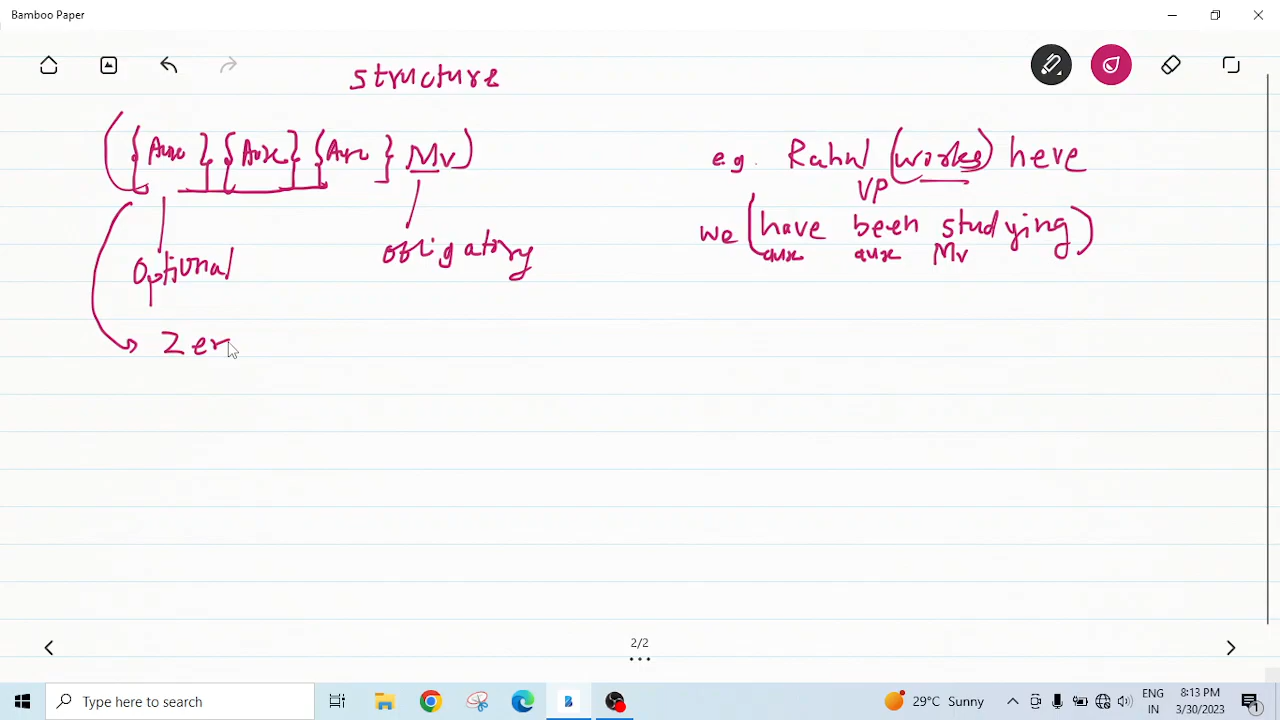 Bamboo Paper
structure
({Aux} {Aux} {Aux} Mv)
optional
obligatory
Zer
e.g. Rahul (works) here
VP
we (have been studying)
aux aux Mv
2/2
Type here to search
29°C Sunny
ENG
IN
8:13 PM
3/30/2023